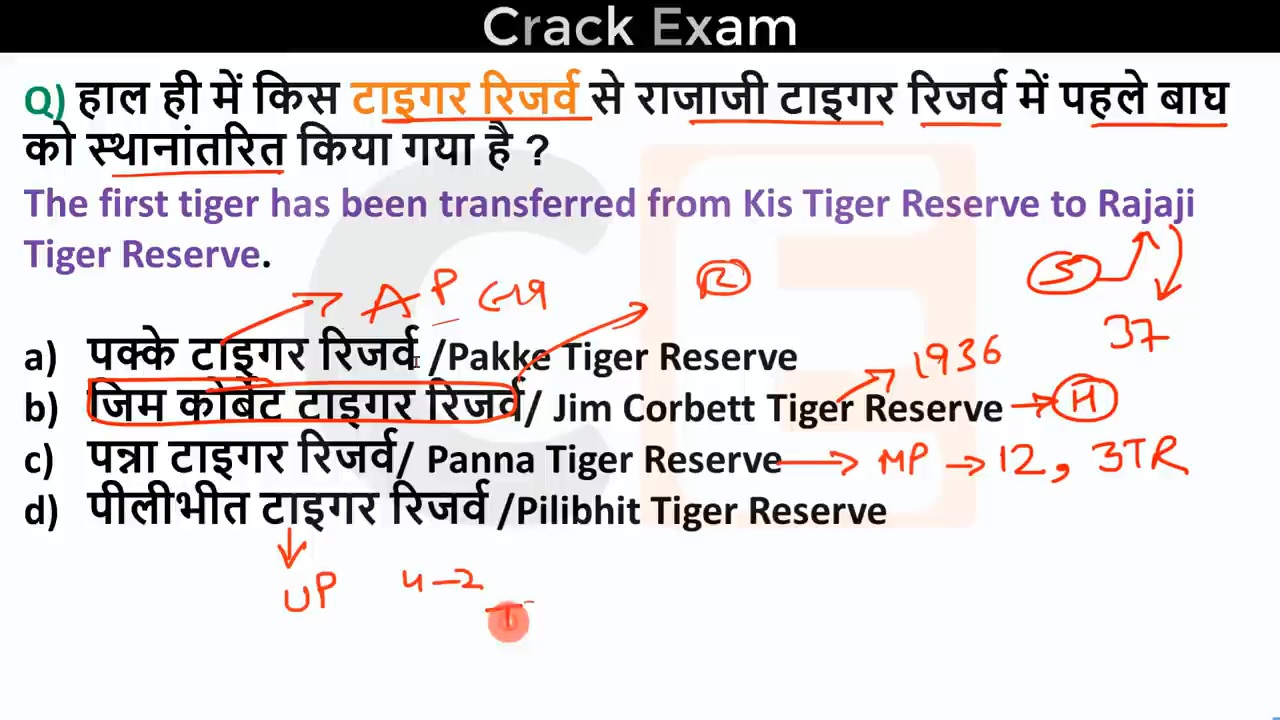 Crack Exam
Q) हाल ही में किस टाइगर रिजर्व से राजाजी टाइगर रिजर्व में पहले बाघ
को स्थानांतरित किया गया है ?
The first tiger has been transferred from Kis Tiger Reserve to Rajaji
Tiger Reserve.
S
R
A P
37
a) पक्के टाइगर रिजर्व /Pakke Tiger Reserve
1936
b) जिम कोर्बेट टाइगर रिजर्व/ Jim Corbett Tiger Reserve H
c) पन्ना टाइगर रिजर्व/ Panna Tiger Reserve MP 12, 3TR
d) पीलीभीत टाइगर रिजर्व /Pilibhit Tiger Reserve
UP 4-2
T